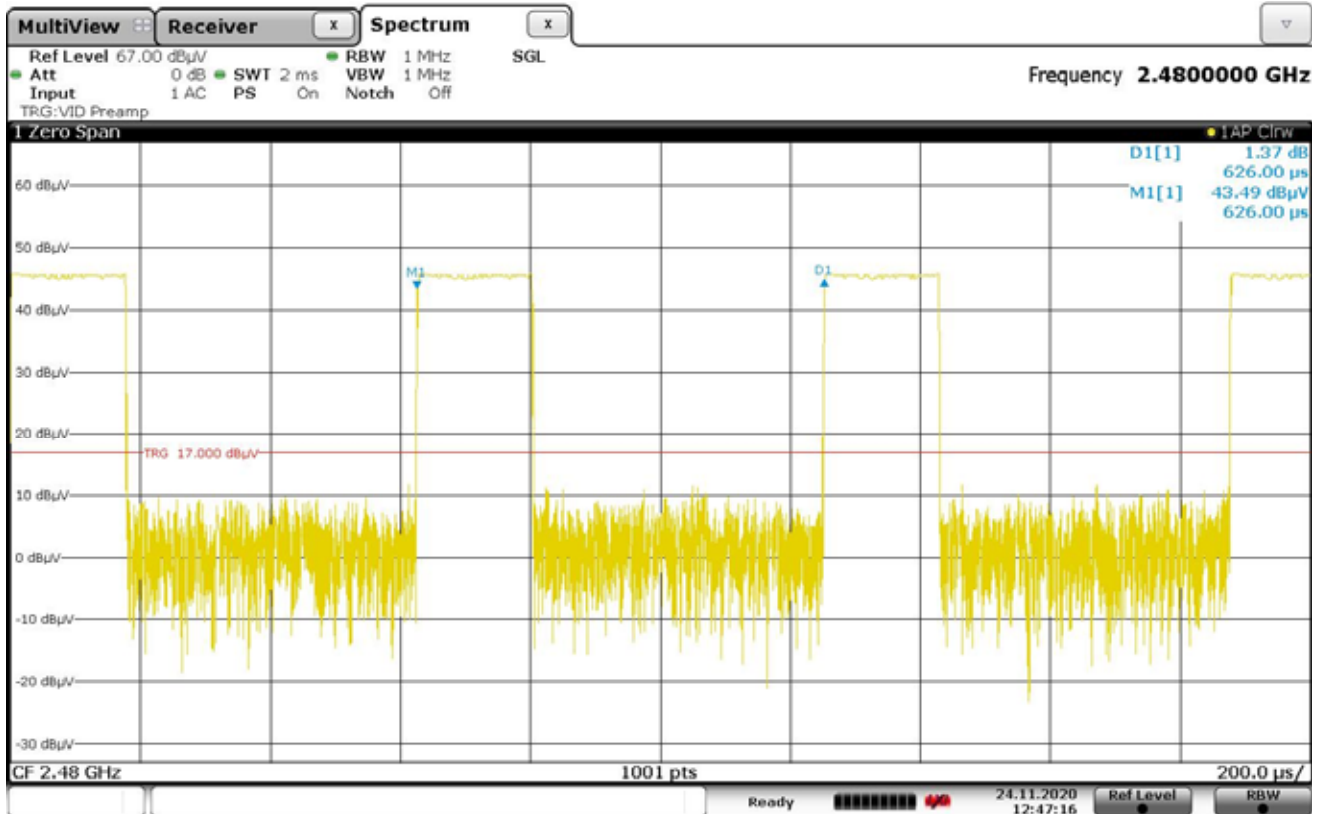 MultiView Receiver X Spectrum X
Ref Level 67.00 dBµV RBW 1 MHz SGL
Att 0 dB SWT 2 ms VBW 1 MHz Frequency 2.4800000 GHz
Input 1 AC PS On Notch Off
TRG:VID Preamp
1 Zero Span 1AP Clrw
D1[1] 1.37 dB
626.00 µs
60 dBµV
M1[1] 43.49 dBµV
626.00 µs
50 dBµV
M1 D1
40 dBµV
30 dBµV
20 dBµV
TRG 17.000 dBµV
10 dBµV
0 dBµV
-10 dBµV
-20 dBµV
-30 dBµV
CF 2.48 GHz 1001 pts 200.0 µs/
Ready 24.11.2020 Ref Level RBW
12:47:16